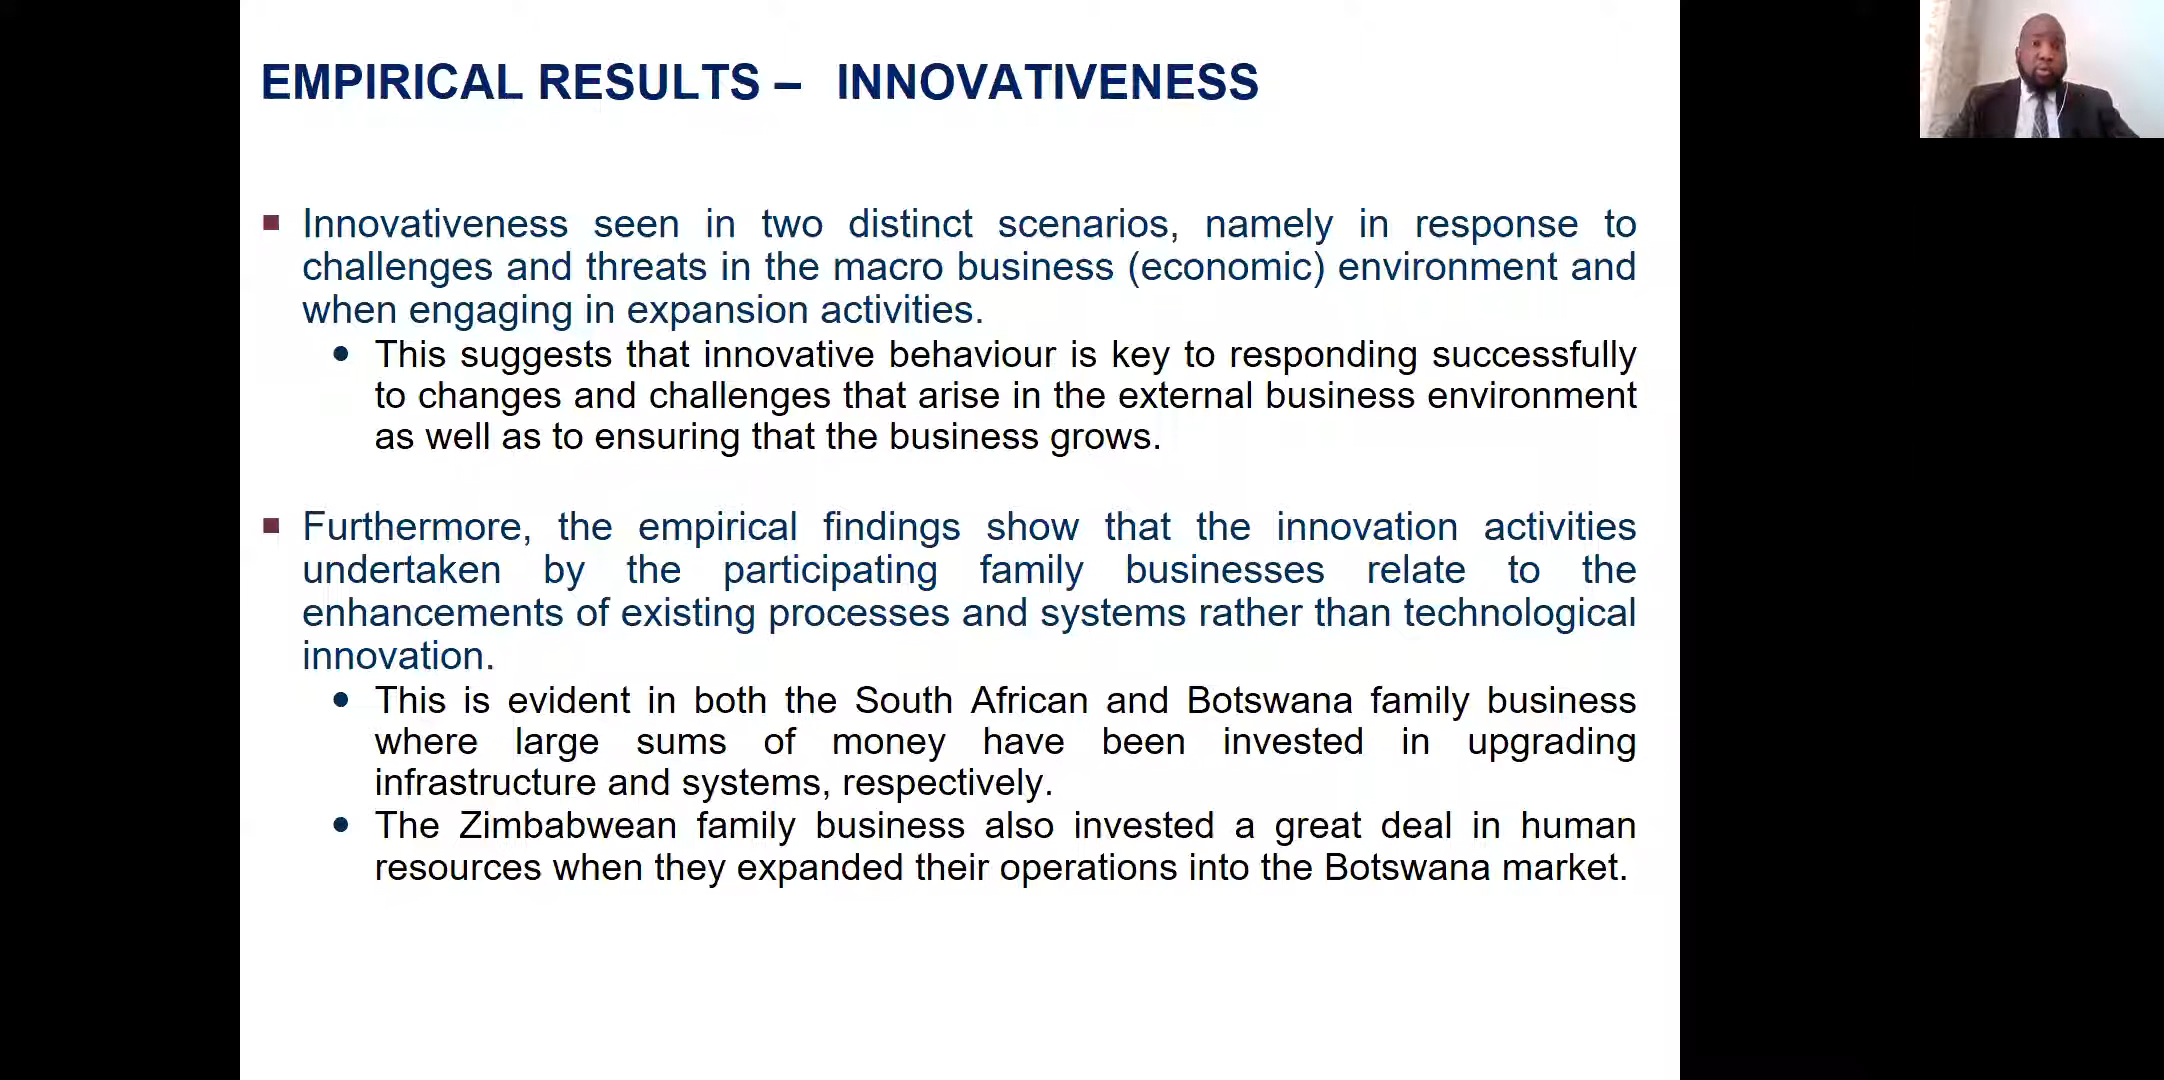 EMPIRICAL RESULTS – INNOVATIVENESS
Innovativeness seen in two distinct scenarios, namely in response to
challenges and threats in the macro business (economic) environment and
when engaging in expansion activities.
This suggests that innovative behaviour is key to responding successfully
to changes and challenges that arise in the external business environment
as well as to ensuring that the business grows.
Furthermore, the empirical findings show that the innovation activities
undertaken by the participating family businesses relate to the
enhancements of existing processes and systems rather than technological
innovation.
This is evident in both the South African and Botswana family business
where large sums of money have been invested in upgrading
infrastructure and systems, respectively.
The Zimbabwean family business also invested a great deal in human
resources when they expanded their operations into the Botswana market.